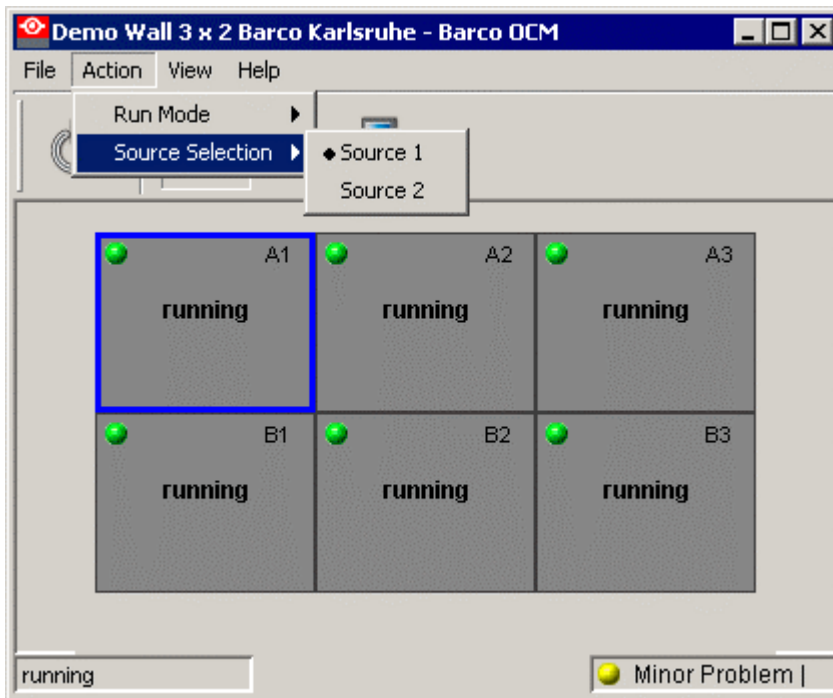 Demo Wall 3 x 2 Barco Karlsruhe - Barco OCM
File Action View Help
Run Mode
Source Selection
Source 1
Source 2
A1 A2 A3
running running running
B1 B2 B3
running running running
running
Minor Problem |